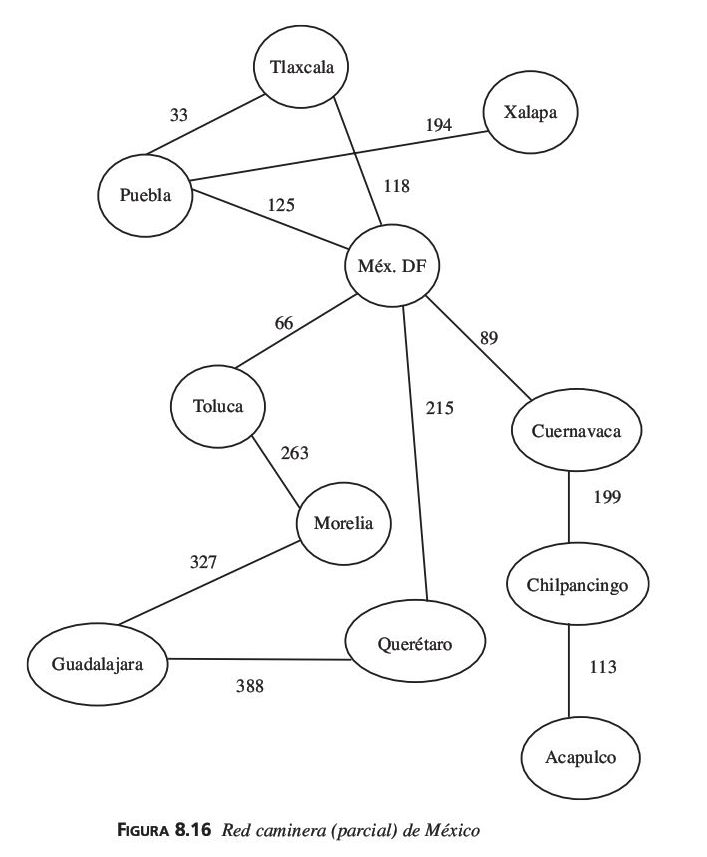 Tlaxcala
Xalapa
33
194
Puebla
118
125
Méx. DF
66
89
Toluca
215
Cuernavaca
263
199
Morelia
327
Chilpancingo
Querétaro
Guadalajara
388
113
Acapulco
FIGURA 8.16 Red caminera (parcial) de México